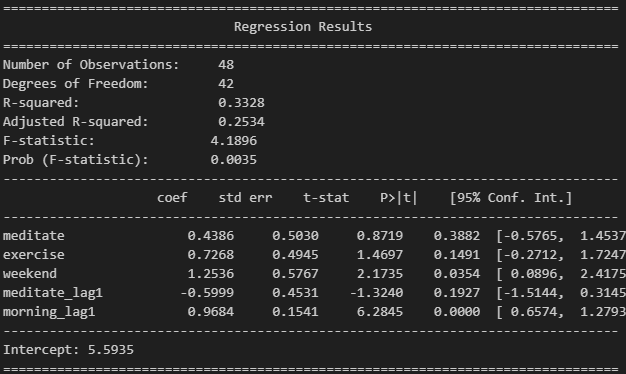 ================================================================================
Regression Results
================================================================================
Number of Observations: 48
Degrees of Freedom: 42
R-squared: 0.3328
Adjusted R-squared: 0.2534
F-statistic: 4.1896
Prob (F-statistic): 0.0035
--------------------------------------------------------------------------------
coef std err t-stat P>|t| [95% Conf. Int.]
--------------------------------------------------------------------------------
meditate 0.4386 0.5030 0.8719 0.3882 [-0.5765, 1.4537
exercise 0.7268 0.4945 1.4697 0.1491 [-0.2712, 1.7247
weekend 1.2536 0.5767 2.1735 0.0354 [ 0.0896, 2.4175
meditate_lag1 -0.5999 0.4531 -1.3240 0.1927 [-1.5144, 0.3145
morning_lag1 0.9684 0.1541 6.2845 0.0000 [ 0.6574, 1.2793
--------------------------------------------------------------------------------
Intercept: 5.5935
================================================================================